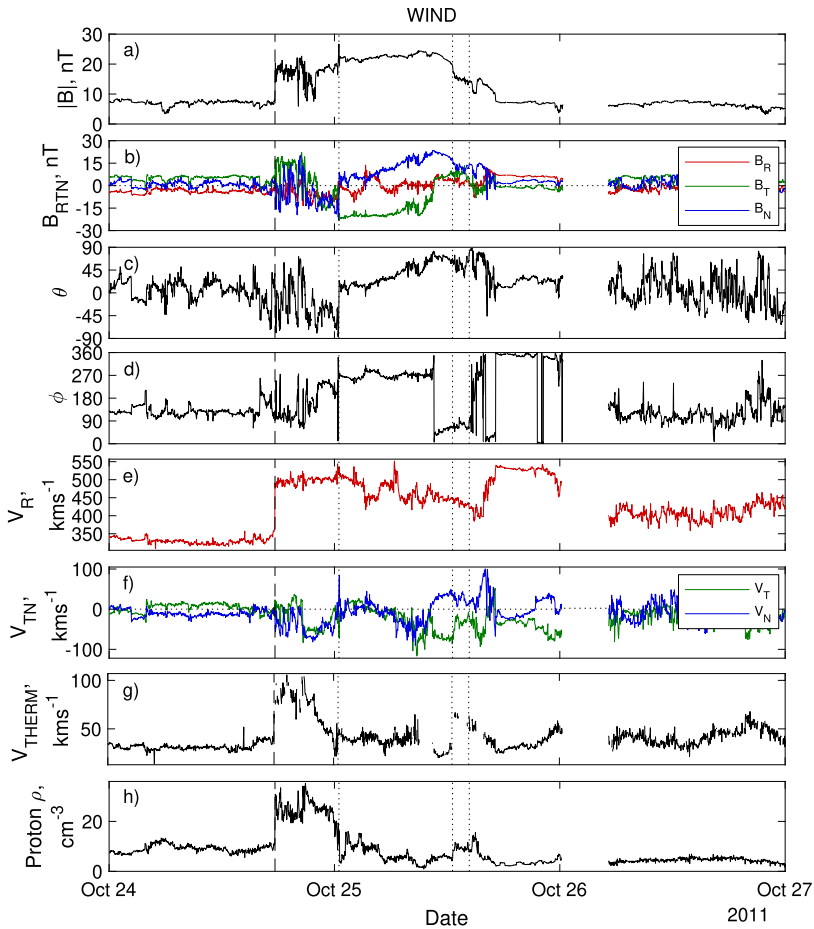 WIND
a)
|B|, nT
30
20
10
0
b)
B_RTN, nT
30
15
0
-15
-30
B_R
B_T
B_N
c)
θ
90
45
0
-45
-90
d)
ϕ
360
270
180
90
0
e)
V_R,
kms^-1
550
500
450
400
350
f)
V_TN,
kms^-1
100
0
-100
V_T
V_N
g)
V_THERM,
kms^-1
100
50
h)
Proton ρ,
cm^-3
20
0
Oct 24
Oct 25
Oct 26
Oct 27
Date
2011